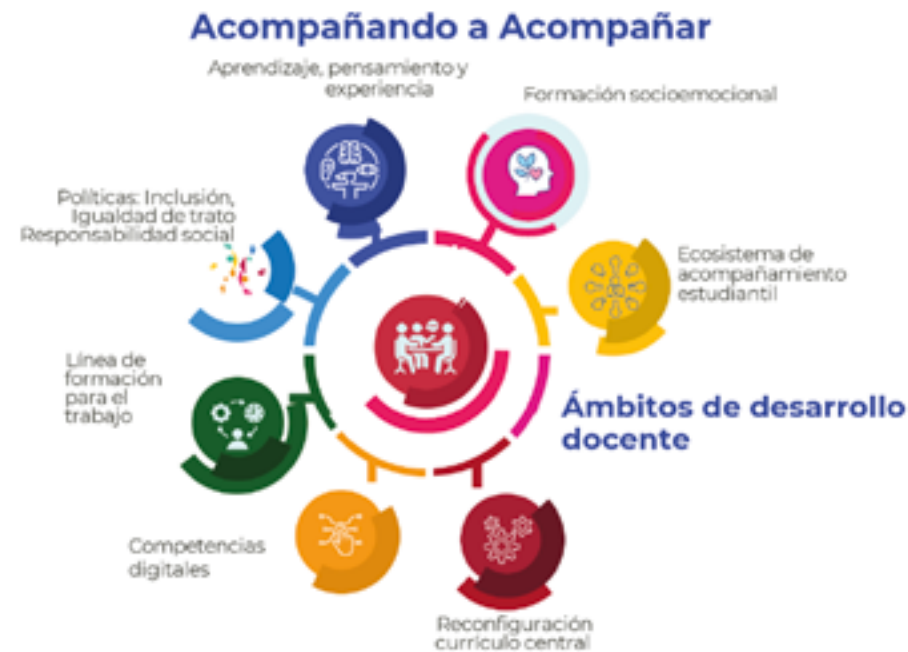 Acompañando a Acompañar
Aprendizaje, pensamiento y
experiencia
Formación socioemocional
Políticas: Inclusión,
Igualdad de trato
Responsabilidad social
Ecosistema de
acompañamiento
estudiantil
Línea de
formación
para el
trabajo
Ámbitos de desarrollo
docente
Competencias
digitales
Reconfiguración
currículo central